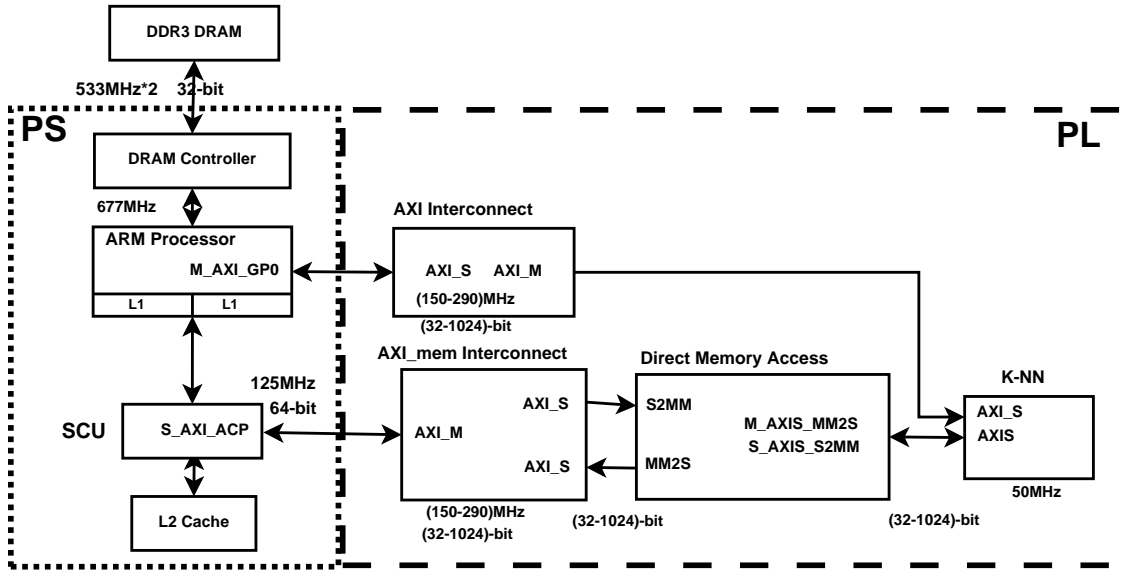 DDR3 DRAM
533MHz*2 32-bit
PS
PL
DRAM Controller
677MHz
ARM Processor
M_AXI_GP0
L1 L1
AXI Interconnect
AXI_S AXI_M
(150-290)MHz
(32-1024)-bit
125MHz
64-bit
SCU
S_AXI_ACP
L2 Cache
AXI_mem Interconnect
AXI_S
AXI_M
AXI_S
(150-290)MHz
(32-1024)-bit
Direct Memory Access
S2MM
M_AXIS_MM2S
S_AXIS_S2MM
MM2S
(32-1024)-bit
(32-1024)-bit
K-NN
AXI_S
AXIS
50MHz